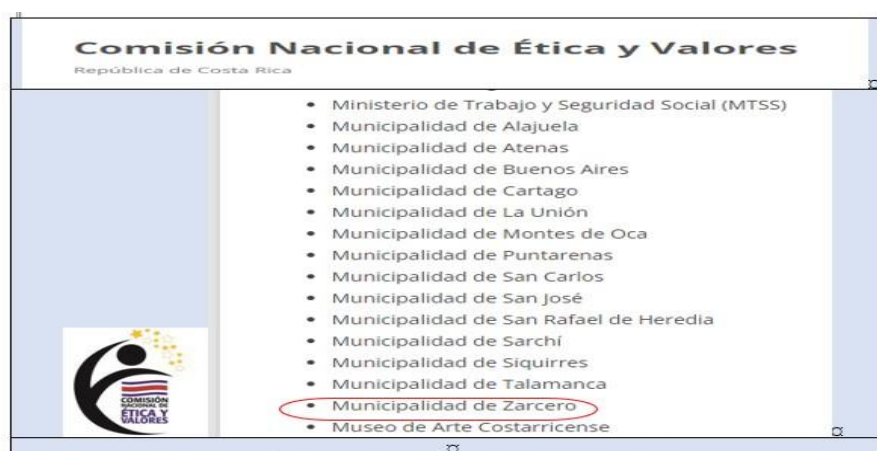 Comisión Nacional de Ética y Valores
República de Costa Rica
• Ministerio de Trabajo y Seguridad Social (MTSS)
• Municipalidad de Alajuela
• Municipalidad de Atenas
• Municipalidad de Buenos Aires
• Municipalidad de Cartago
• Municipalidad de La Unión
• Municipalidad de Montes de Oca
• Municipalidad de Puntarenas
• Municipalidad de San Carlos
• Municipalidad de San José
• Municipalidad de San Rafael de Heredia
• Municipalidad de Sarchí
• Municipalidad de Siquirres
• Municipalidad de Talamanca
• Municipalidad de Zarcero
• Museo de Arte Costarricense
COMISIÓN
NACIONAL DE
ÉTICA Y
VALORES